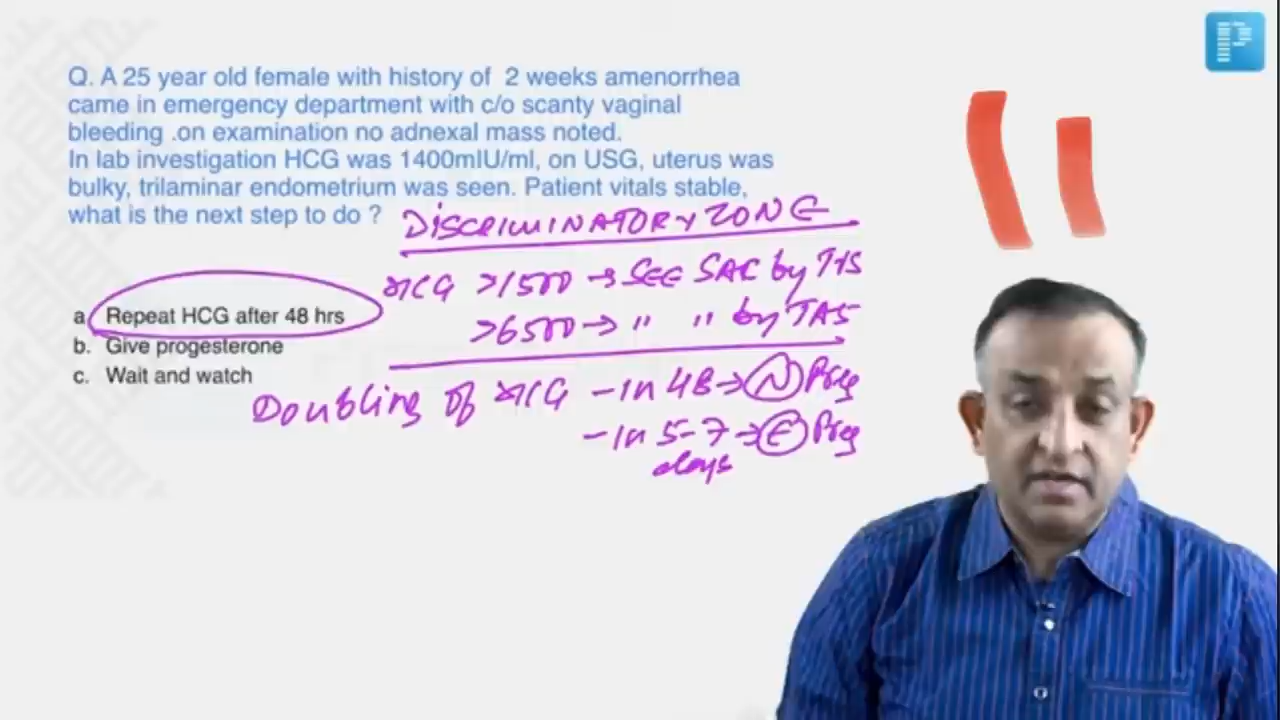 Q. A 25 year old female with history of 2 weeks amenorrhea
came in emergency department with c/o scanty vaginal
bleeding .on examination no adnexal mass noted.
In lab investigation HCG was 1400mIU/ml, on USG, uterus was
bulky, trilaminar endometrium was seen. Patient vitals stable,
what is the next step to do ?
DISCRIMINATORY ZONE
HCG >1500 → SEE SAC by TVS
>6500 → " " by TAS
a. Repeat HCG after 48 hrs
b. Give progesterone
c. Wait and watch
Doubling of HCG - in 48 → N Preg
- in 5-7 → E Preg
days
P